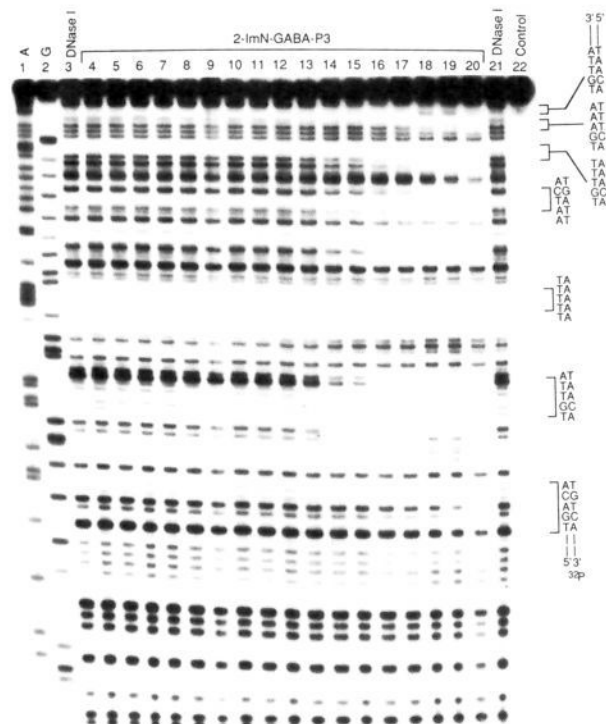 2-ImN-GABA-P3
A G DNase I DNase I Control
1 2 3 4 5 6 7 8 9 10 11 12 13 14 15 16 17 18 19 20 21 22
3' 5'
AT
TA
TA
GC
TA
AT
AT
AT
GC
TA
TA
TA
TA
GC
TA
AT
CG
TA
AT
AT
TA
TA
TA
TA
TA
AT
TA
TA
GC
TA
AT
CG
AT
GC
TA
5' 3'
32P